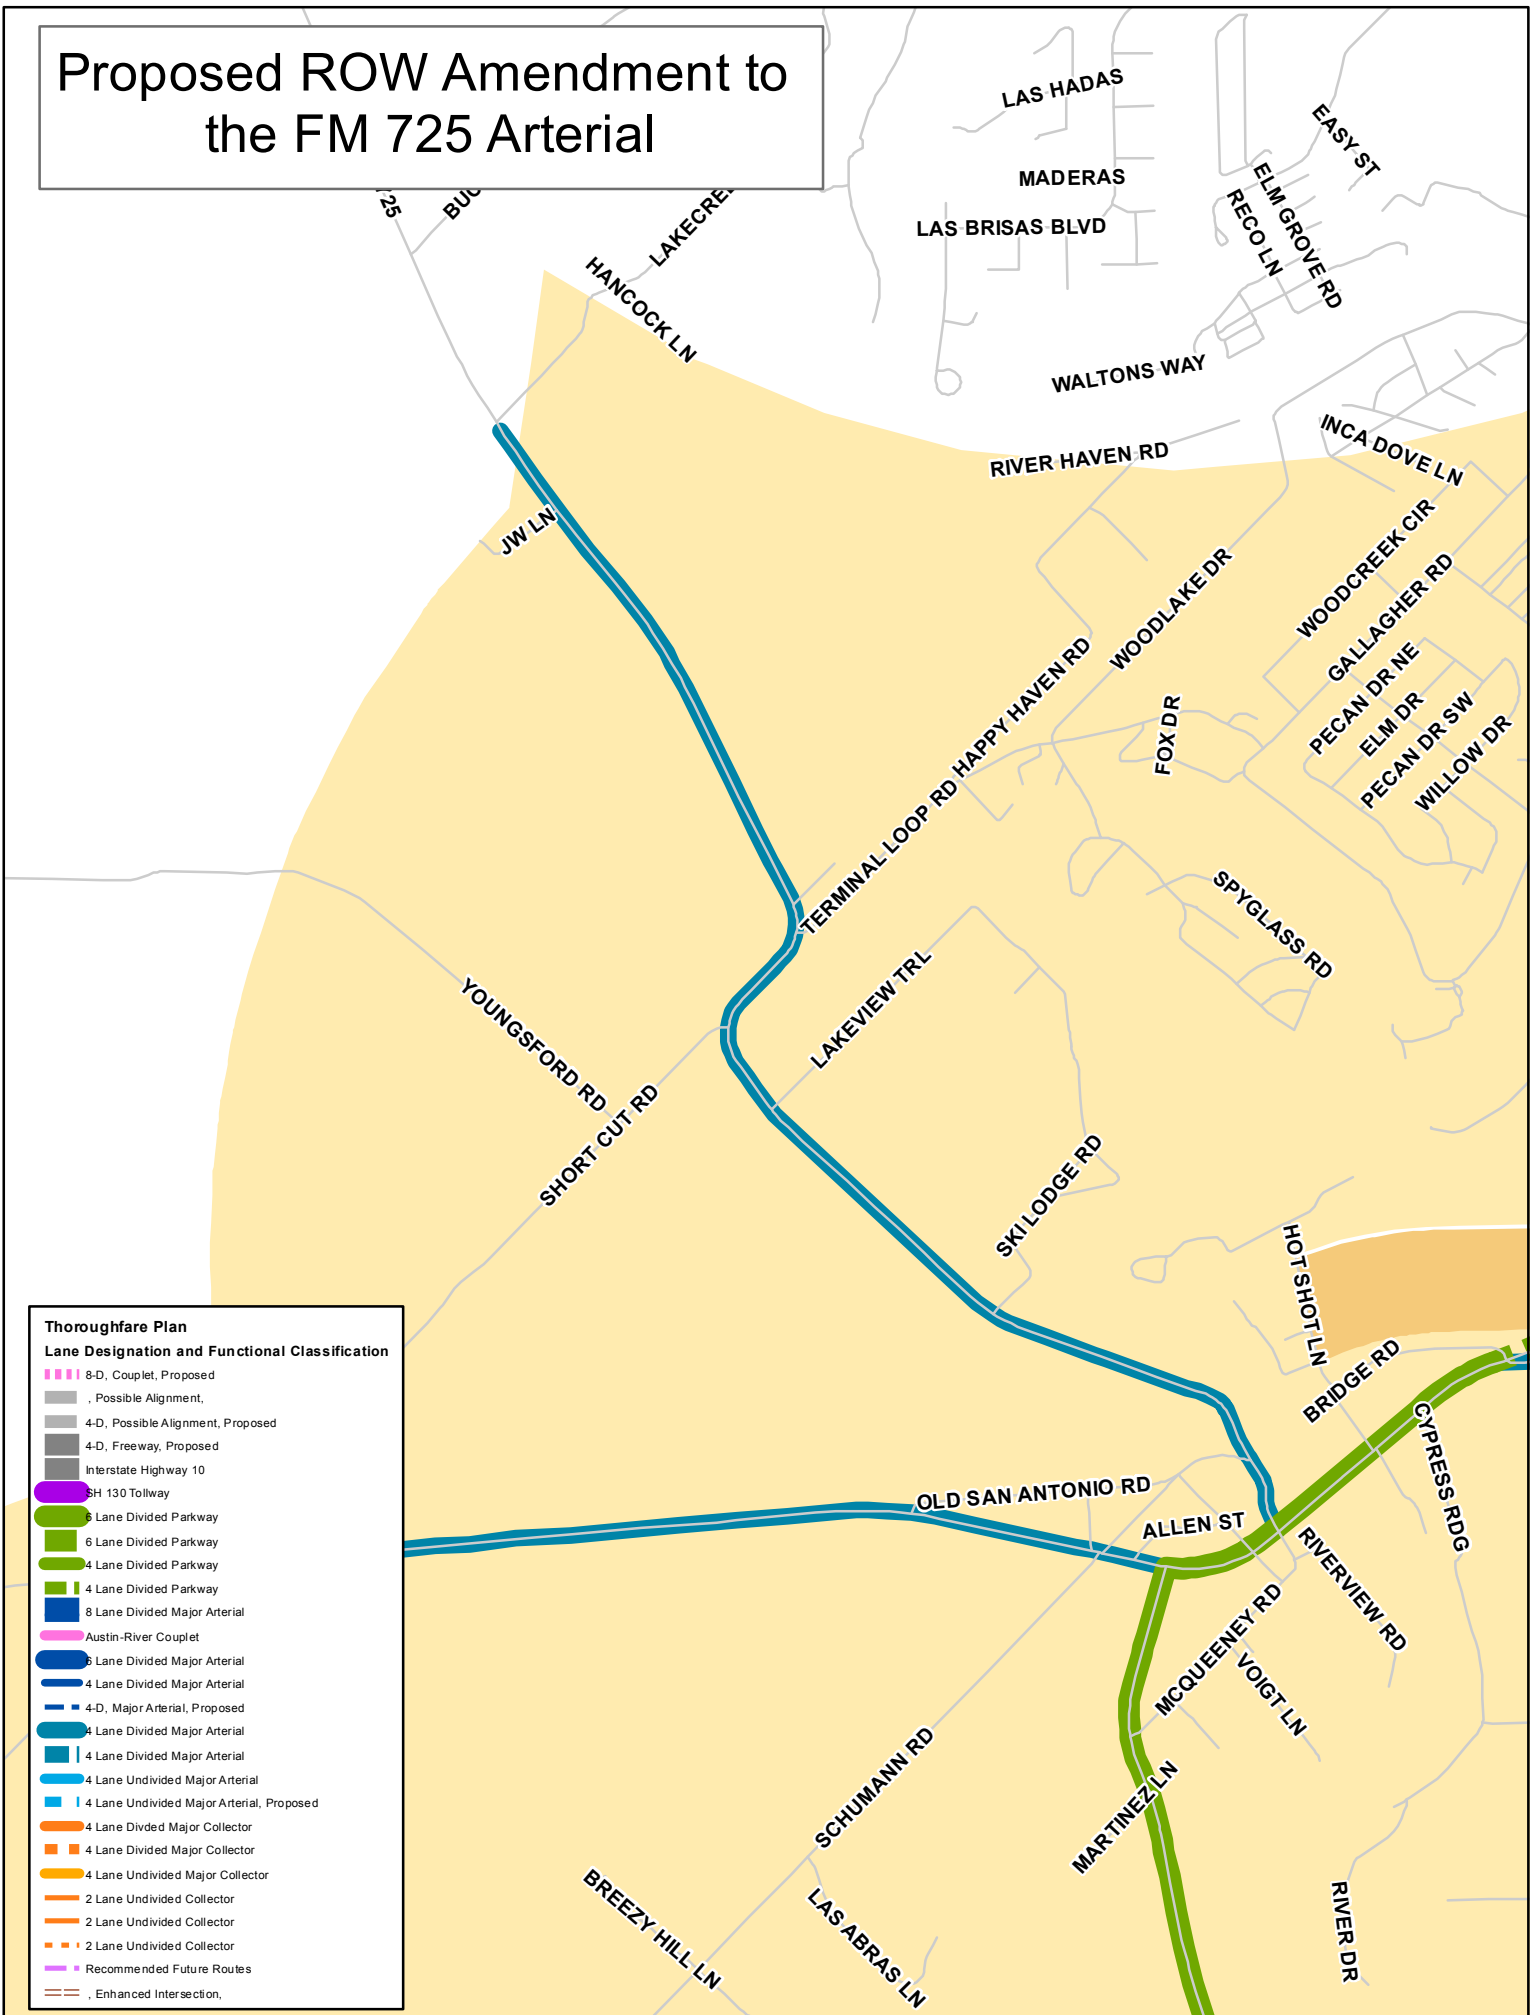 Proposed ROW Amendment to
the FM 725 Arterial
LAS HADAS
EASY ST
MADERAS
ELM GROVE RD
RECO LN
LAS BRISAS BLVD
HANCOCK LN
WALTONS WAY
INCA DOVE LN
RIVER HAVEN RD
JW LN
WOODCREEK CIR
GALLAGHER RD
WOODLAKE DR
PECAN DR NE
ELM DR
PECAN DR SW
WILLOW DR
HAPPY HAVEN RD
FOX DR
TERMINAL LOOP RD
SPYGLASS RD
LAKEVIEW TRL
YOUNGSFORD RD
SHORT CUT RD
SKI LODGE RD
HOT SHOT LN
BRIDGE RD
CYPRESS RDG
OLD SAN ANTONIO RD
ALLEN ST
RIVERVIEW RD
MCQUEENEY RD
VOIGT LN
SCHUMANN RD
MARTINEZ LN
BREEZY HILL LN
LAS ABRAS LN
RIVER DR
Thoroughfare Plan
Lane Designation and Functional Classification
8-D, Couplet, Proposed
, Possible Alignment,
4-D, Possible Alignment, Proposed
4-D, Freeway, Proposed
Interstate Highway 10
SH 130 Tollway
6 Lane Divided Parkway
6 Lane Divided Parkway
4 Lane Divided Parkway
4 Lane Divided Parkway
8 Lane Divided Major Arterial
Austin-River Couplet
6 Lane Divided Major Arterial
4 Lane Divided Major Arterial
4-D, Major Arterial, Proposed
4 Lane Divided Major Arterial
4 Lane Divided Major Arterial
4 Lane Undivided Major Arterial
4 Lane Undivided Major Arterial, Proposed
4 Lane Divded Major Collector
4 Lane Divided Major Collector
4 Lane Undivided Major Collector
2 Lane Undivided Collector
2 Lane Undivided Collector
2 Lane Undivided Collector
Recommended Future Routes
, Enhanced Intersection,